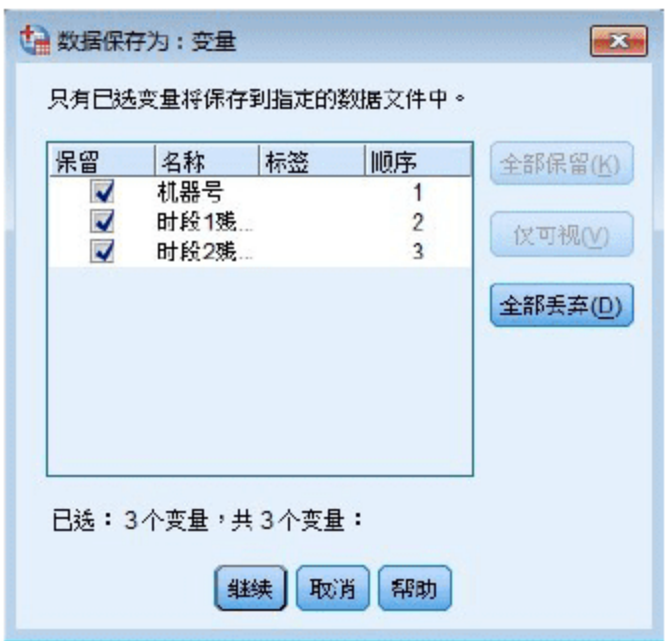 数据保存为：变量
只有已选变量将保存到指定的数据文件中。
保留 名称 标签 顺序
机器号 1
时段1残... 2
时段2残... 3
全部保留(K)
仅可视(V)
全部丢弃(D)
已选：3个变量，共3个变量：
继续 取消 帮助